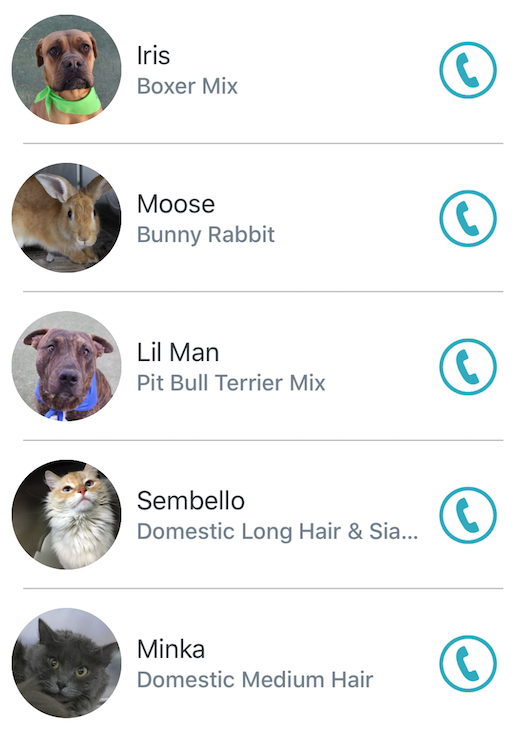 Iris
Boxer Mix
Moose
Bunny Rabbit
Lil Man
Pit Bull Terrier Mix
Sembello
Domestic Long Hair & Sia...
Minka
Domestic Medium Hair